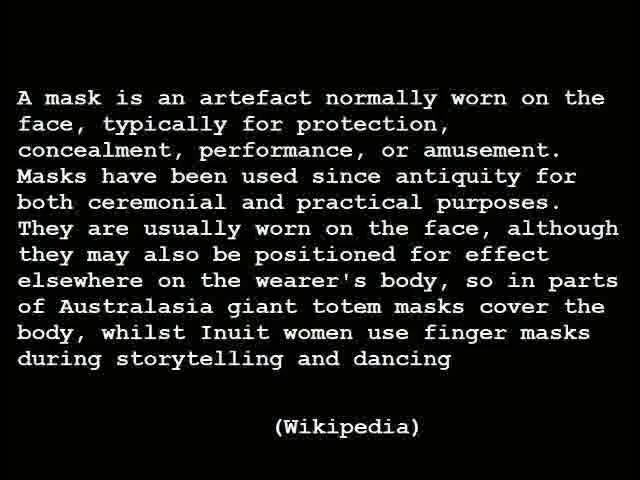 A mask is an artefact normally worn on the
face, typically for protection,
concealment, performance, or amusement.
Masks have been used since antiquity for
both ceremonial and practical purposes.
They are usually worn on the face, although
they may also be positioned for effect
elsewhere on the wearer's body, so in parts
of Australasia giant totem masks cover the
body, whilst Inuit women use finger masks
during storytelling and dancing
(Wikipedia)